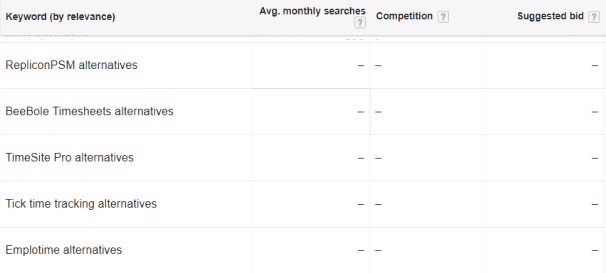 Keyword (by relevance) Avg. monthly searches ? Competition ? Suggested bid ?
RepliconPSM alternatives – – –
BeeBole Timesheets alternatives – – –
TimeSite Pro alternatives – – –
Tick time tracking alternatives – – –
Emplotime alternatives – – –